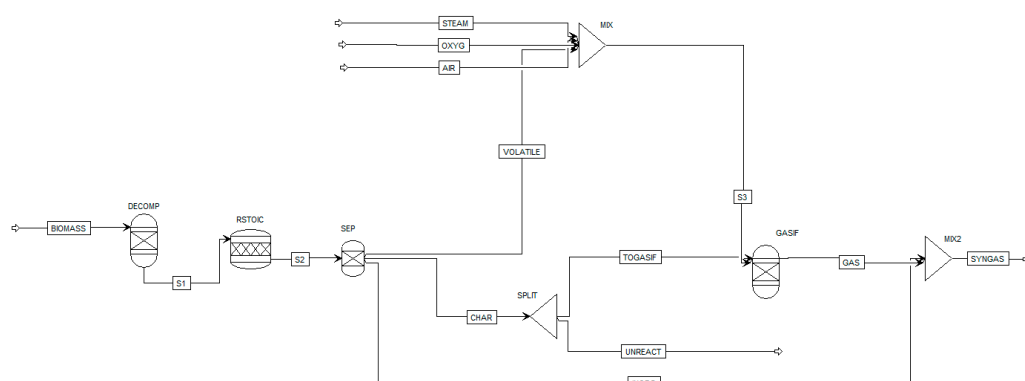 STEAM
MIX
OXYG
AIR
VOLATILE
S3
DECOMP
RSTOIC
SEP
GASIF
BIOMASS
S1
S2
TOGASIF
GAS
MIX2
SYNGAS
SPLIT
CHAR
UNREACT